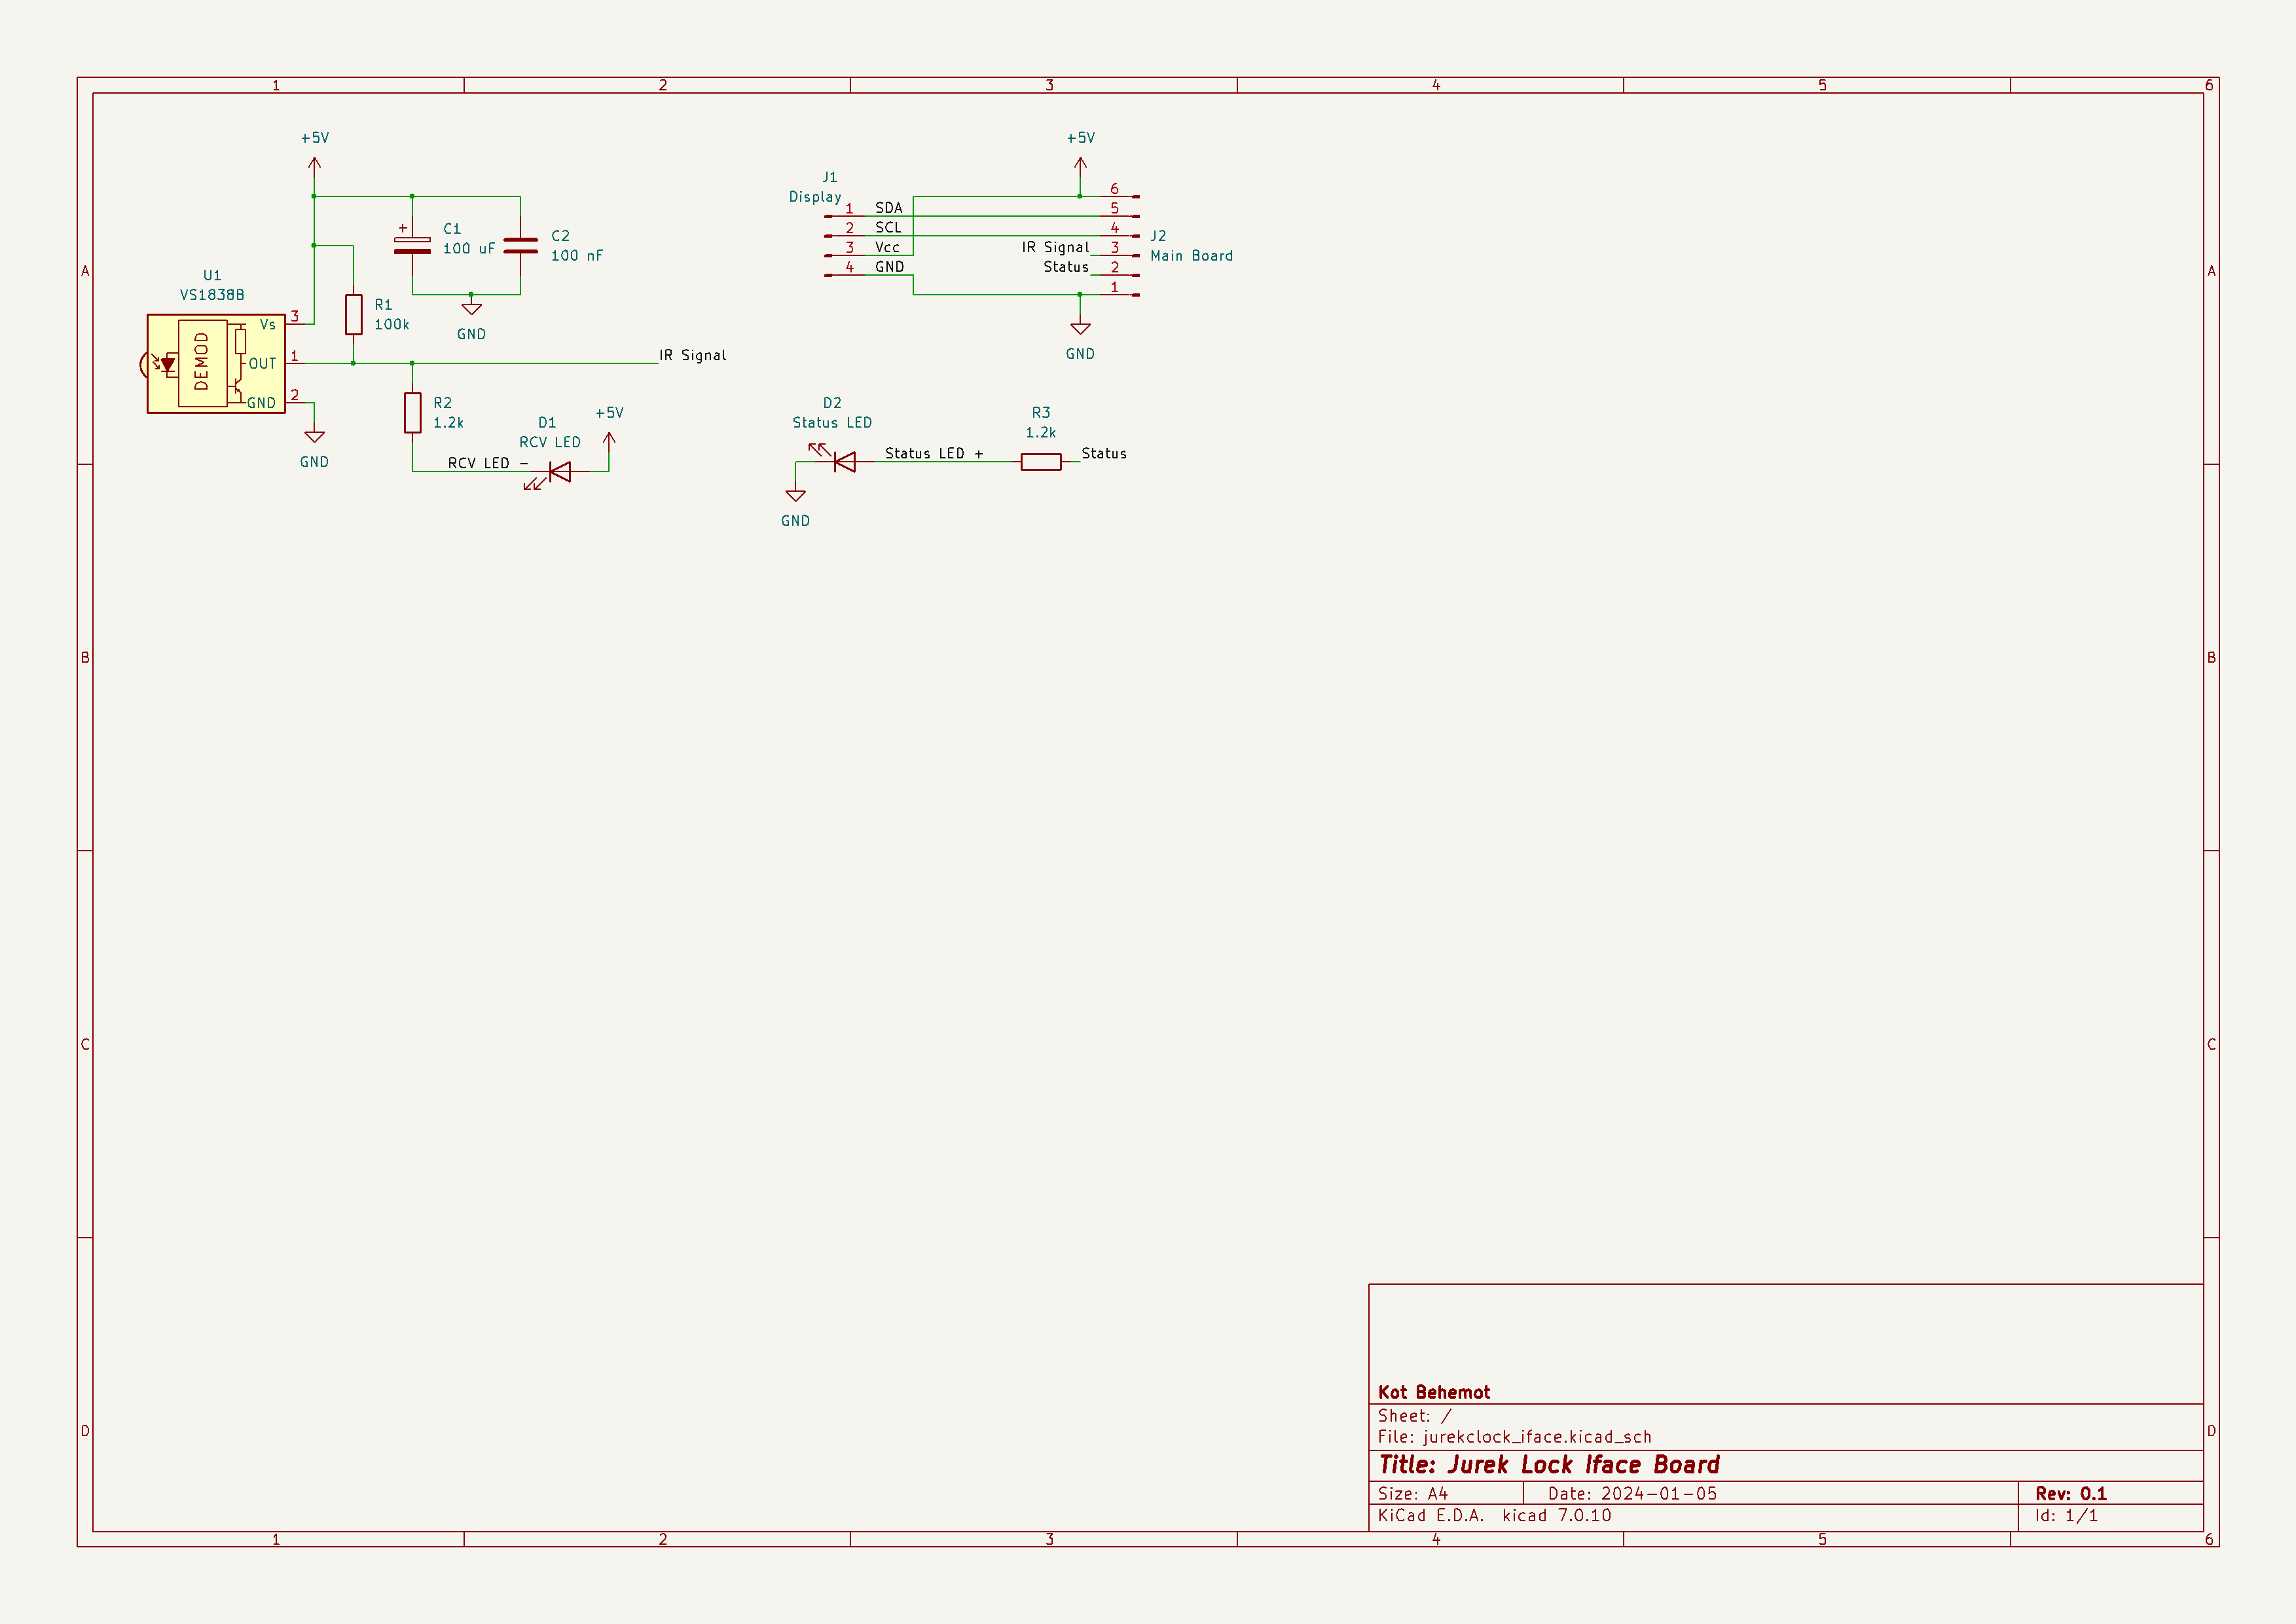 1 2 3 4 5 6
+5V
C1
100 uF
C2
100 nF
U1
VS1838B
R1
100k
GND
Vs 3
DEMOD
OUT 1
GND 2
IR Signal
GND
R2
1.2k
D1
RCV LED
+5V
RCV LED -
+5V
J1
Display
1 SDA
2 SCL
3 Vcc
4 GND
6
5
4
IR Signal 3
Status 2
1
J2
Main Board
GND
D2
Status LED
R3
1.2k
Status LED +
Status
GND
A A
B B
C C
D D
Kot Behemot
Sheet: /
File: jurekclock_iface.kicad_sch
Title: Jurek Lock Iface Board
Size: A4 Date: 2024-01-05 Rev: 0.1
KiCad E.D.A. kicad 7.0.10 Id: 1/1
1 2 3 4 5 6